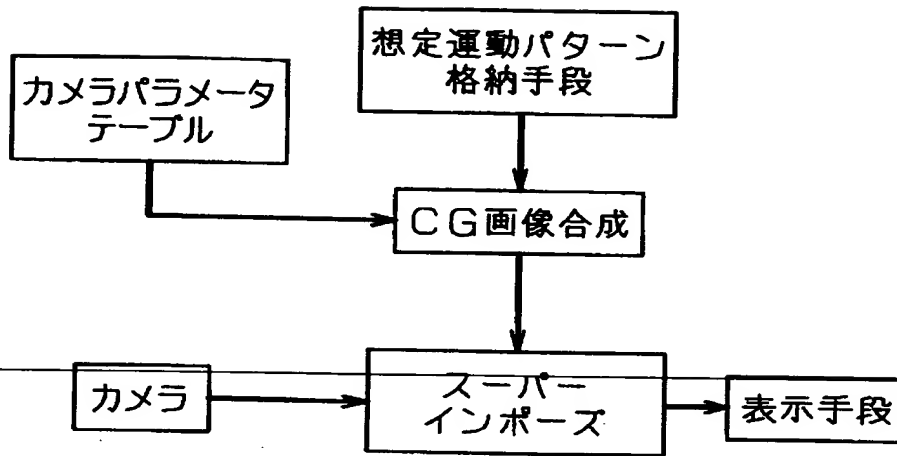 想定運動パターン
格納手段
カメラパラメータ
テーブル
CG画像合成
カメラ
スーパー
インポーズ
表示手段